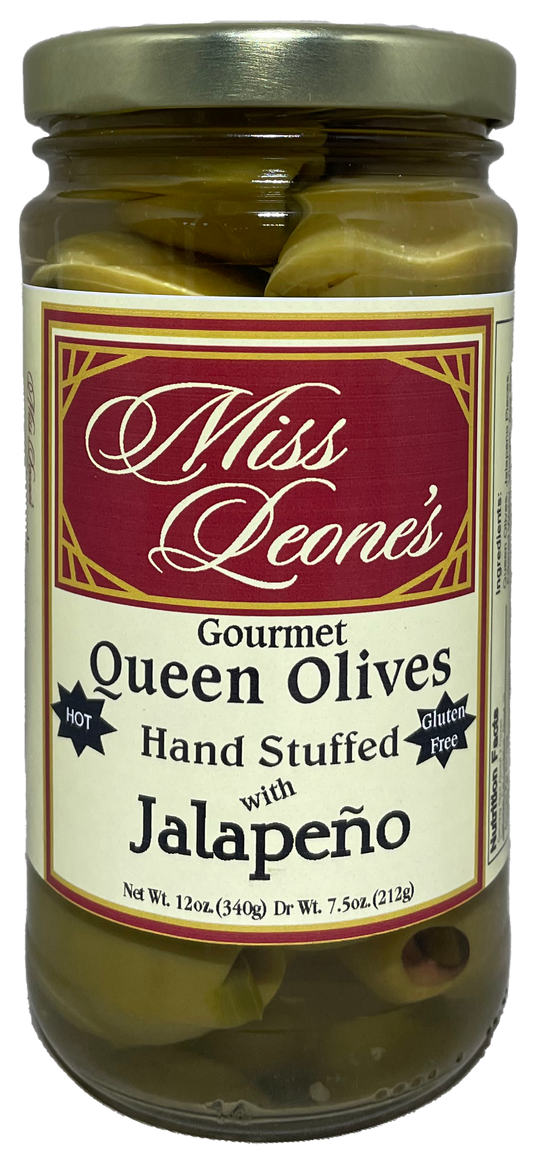 Miss
Leone's
Gourmet
Queen Olives
HOT
Hand Stuffed
Gluten
Free
with
Jalapeño
Net Wt. 12oz.(340g) Dr Wt. 7.5oz.(212g)
Ingredients:
Nutrition Facts
14